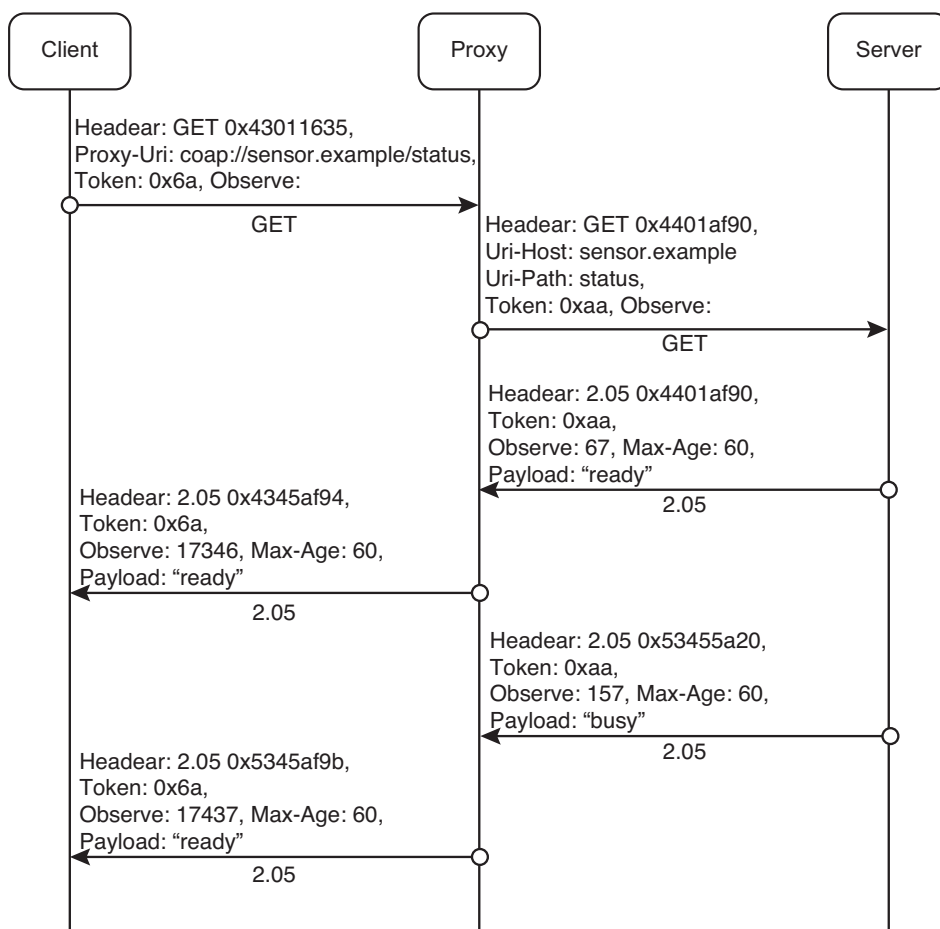 Client
Proxy
Server
Headear: GET 0x43011635,
Proxy-Uri: coap://sensor.example/status,
Token: 0x6a, Observe:
GET
Headear: GET 0x4401af90,
Uri-Host: sensor.example
Uri-Path: status,
Token: 0xaa, Observe:
GET
Headear: 2.05 0x4401af90,
Token: 0xaa,
Observe: 67, Max-Age: 60,
Payload: “ready”
2.05
Headear: 2.05 0x4345af94,
Token: 0x6a,
Observe: 17346, Max-Age: 60,
Payload: “ready”
2.05
Headear: 2.05 0x53455a20,
Token: 0xaa,
Observe: 157, Max-Age: 60,
Payload: “busy”
2.05
Headear: 2.05 0x5345af9b,
Token: 0x6a,
Observe: 17437, Max-Age: 60,
Payload: “ready”
2.05